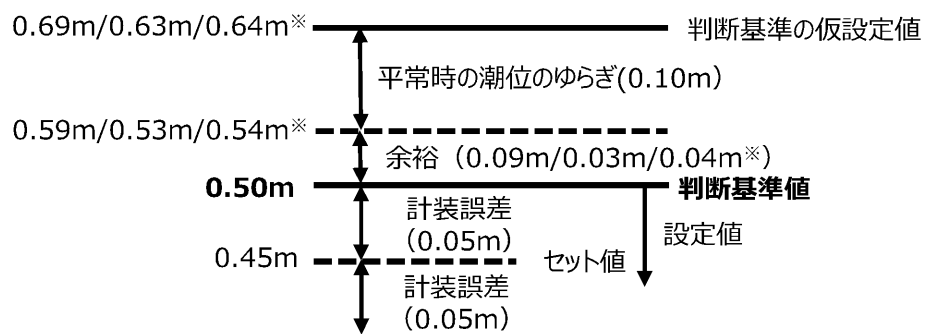 0.69m/0.63m/0.64m※
判断基準の仮設定値
平常時の潮位のゆらぎ(0.10m)
0.59m/0.53m/0.54m※
余裕（0.09m/0.03m/0.04m※）
0.50m
判断基準値
計装誤差
（0.05m）
設定値
セット値
0.45m
計装誤差
（0.05m）